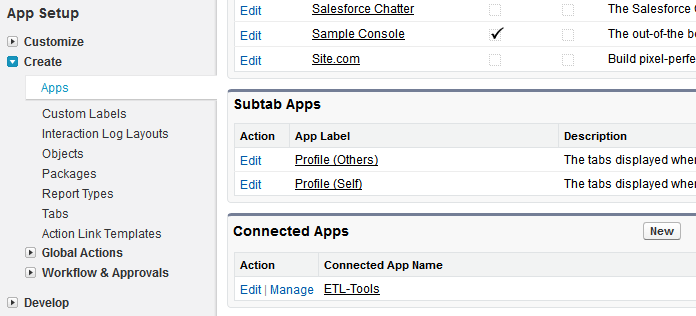 App Setup
Customize
Create
Apps
Custom Labels
Interaction Log Layouts
Objects
Packages
Report Types
Tabs
Action Link Templates
Global Actions
Workflow & Approvals
Develop
Edit Salesforce Chatter The Salesforce
Edit Sample Console The out-of-the be
Edit Site.com Build pixel-perfe
Subtab Apps
Action App Label Description
Edit Profile (Others) The tabs displayed when
Edit Profile (Self) The tabs displayed when
Connected Apps New
Action Connected App Name
Edit | Manage ETL-Tools